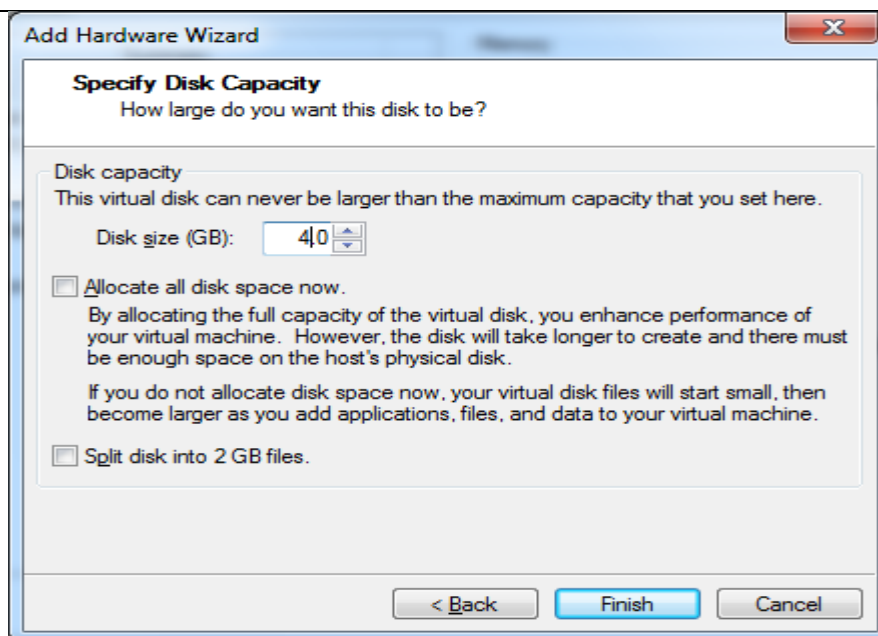 Add Hardware Wizard
Specify Disk Capacity
How large do you want this disk to be?
Disk capacity
This virtual disk can never be larger than the maximum capacity that you set here.
Disk size (GB): 4.0
Allocate all disk space now.
By allocating the full capacity of the virtual disk, you enhance performance of
your virtual machine. However, the disk will take longer to create and there must
be enough space on the host's physical disk.
If you do not allocate disk space now, your virtual disk files will start small, then
become larger as you add applications, files, and data to your virtual machine.
Split disk into 2 GB files.
< Back Finish Cancel